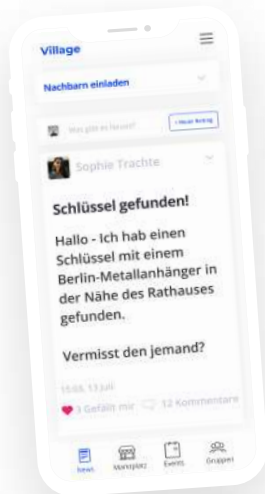 Village
Nachbarn einladen
Was gibt es Neues?
+ Neuer Beitrag
Sophie Trachte
Schlüssel gefunden!
Hallo - Ich hab einen
Schlüssel mit einem
Berlin-Metallanhänger in
der Nähe des Rathauses
gefunden.
Vermisst den jemand?
15:08, 13 Juli
3 Gefällt mir 12 Kommentare
News Marktplatz Events Gruppen